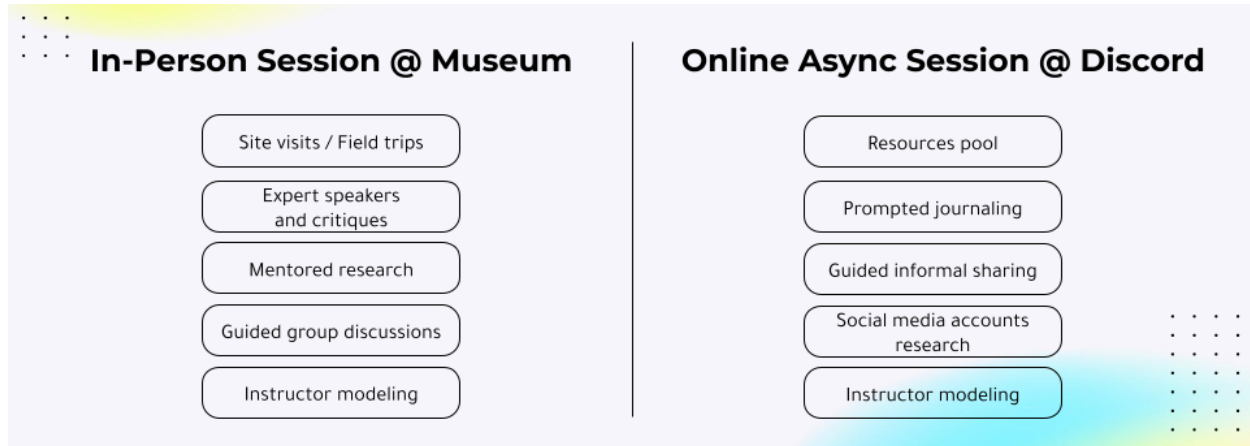 In-Person Session @ Museum
Site visits / Field trips
Expert speakers
and critiques
Mentored research
Guided group discussions
Instructor modeling
Online Async Session @ Discord
Resources pool
Prompted journaling
Guided informal sharing
Social media accounts
research
Instructor modeling